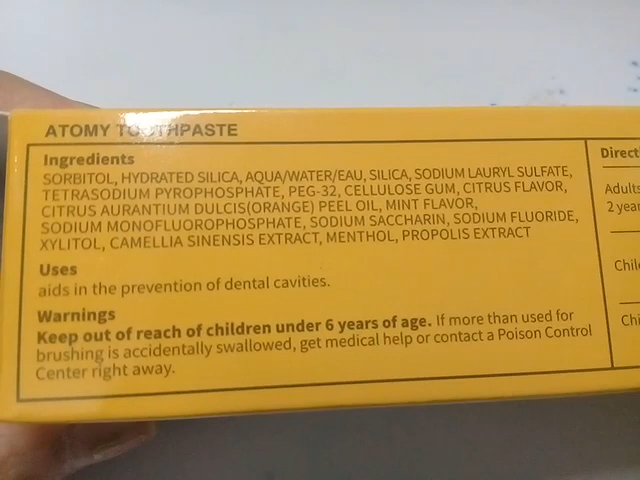 ATOMY TOOTHPASTE
Ingredients
SORBITOL, HYDRATED SILICA, AQUA/WATER/EAU, SILICA, SODIUM LAURYL SULFATE,
TETRASODIUM PYROPHOSPHATE, PEG-32, CELLULOSE GUM, CITRUS FLAVOR,
CITRUS AURANTIUM DULCIS(ORANGE) PEEL OIL, MINT FLAVOR,
SODIUM MONOFLUOROPHOSPHATE, SODIUM SACCHARIN, SODIUM FLUORIDE,
XYLITOL, CAMELLIA SINENSIS EXTRACT, MENTHOL, PROPOLIS EXTRACT
Uses
aids in the prevention of dental cavities.
Warnings
Keep out of reach of children under 6 years of age. If more than used for
brushing is accidentally swallowed, get medical help or contact a Poison Control
Center right away.
Adults
2